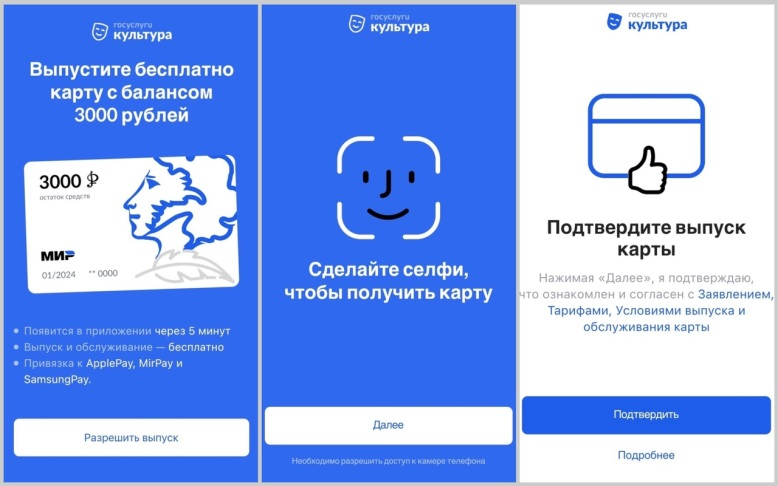 госуслуги
культура
Выпустите бесплатно
карту с балансом
3000 рублей
3000 ₽
остаток средств
МИР
01/2024 ** 0000
Появится в приложении через 5 минут
Выпуск и обслуживание — бесплатно
Привязка к ApplePay, MirPay и
SamsungPay.
Разрешить выпуск
госуслуги
культура
Сделайте селфи,
чтобы получить карту
Далее
Необходимо разрешить доступ к камере телефона
госуслуги
культура
Подтвердите выпуск
карты
Нажимая «Далее», я подтверждаю,
что ознакомлен и согласен с Заявлением,
Тарифами, Условиями выпуска и
обслуживания карты
Подтвердить
Подробнее